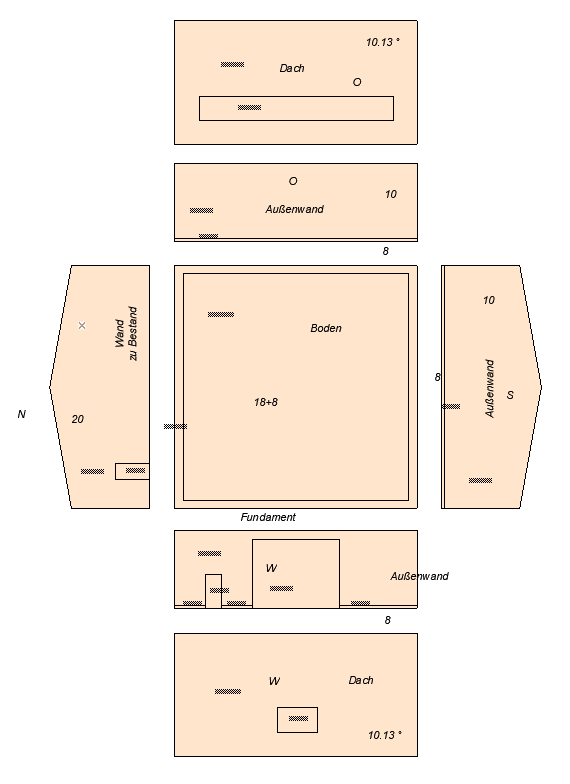 10.13 °
Dach
O
O
10
Außenwand
8
Wand
zu Bestand
Boden
10
8
Außenwand
S
18+8
N
20
Fundament
W
Außenwand
8
W
Dach
10.13 °